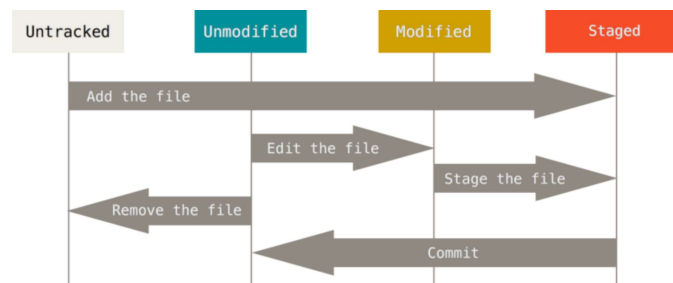 Untracked
Unmodified
Modified
Staged
Add the file
Edit the file
Stage the file
Remove the file
Commit